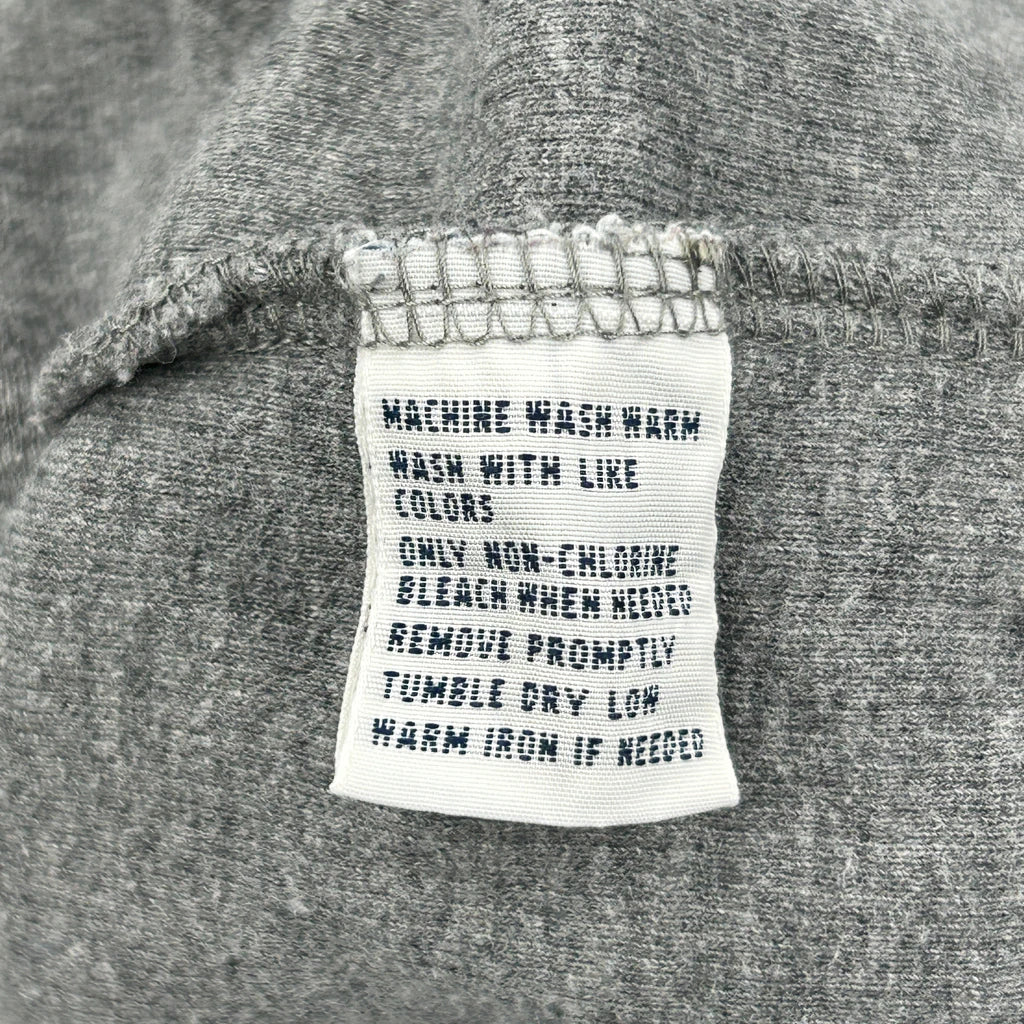 MACHINE WASH WARM
WASH WITH LIKE
COLORS
ONLY NON-CHLORINE
BLEACH WHEN NEEDED
REMOVE PROMPTLY
TUMBLE DRY LOW
WARM IRON IF NEEDED